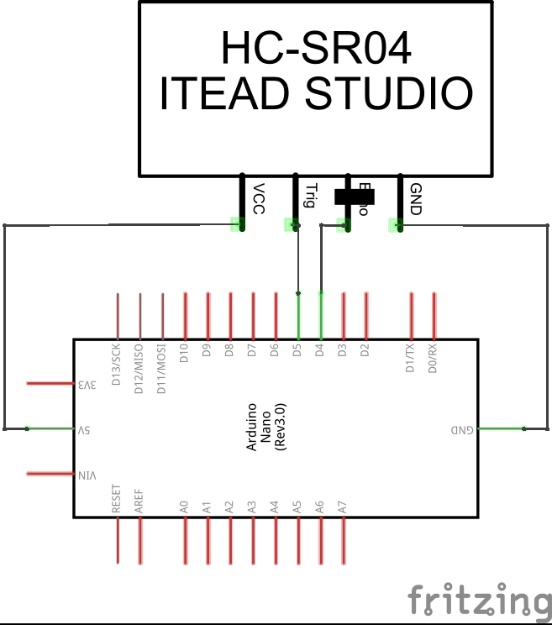 HC-SR04
ITEAD STUDIO
VCC
Trig
GND
D13/SCK
D12/MISO
D11/MOSI
D10
D9
D8
D7
D6
D5
D4
D3
D2
D1/TX
D0/RX
3V3
5V
VIN
Arduino
Nano
(Rev3.0)
GND
RESET
AREF
A0
A1
A2
A3
A4
A5
A6
A7
fritzing